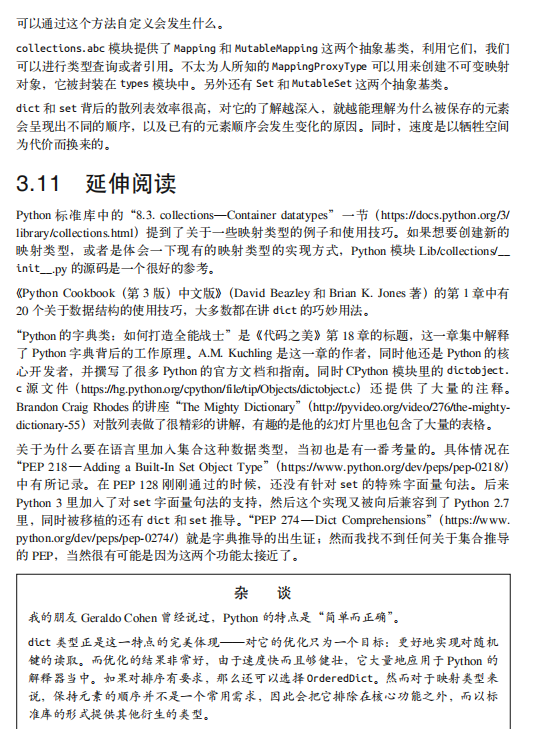 可以通过这个方法自定义会发生什么。
collections.abc 模块提供了 Mapping 和 MutableMapping 这两个抽象基类，利用它们，我们
可以进行类型查询或者引用。不太为人所知的 MappingProxyType 可以用来创建不可变映射
对象，它被封装在 types 模块中。另外还有 Set 和 MutableSet 这两个抽象基类。
dict 和 set 背后的散列表效率很高，对它的了解越深入，就越能理解为什么被保存的元素
会呈现出不同的顺序，以及已有的元素顺序会发生变化的原因。同时，速度是以牺牲空间
为代价而换来的。
3.11 延伸阅读
Python 标准库中的“8.3. collections—Container datatypes”一节（https://docs.python.org/3/
library/collections.html）提到了关于一些映射类型的例子和使用技巧。如果想要创建新的
映射类型，或者是体会一下现有的映射类型的实现方式，Python 模块 Lib/collections/__
init__.py 的源码是一个很好的参考。
《Python Cookbook（第 3 版）中文版》（David Beazley 和 Brian K. Jones 著）的第 1 章中有
20 个关于数据结构的使用技巧，大多数都在讲 dict 的巧妙用法。
“Python 的字典类：如何打造全能战士”是《代码之美》第 18 章的标题，这一章集中解释
了 Python 字典背后的工作原理。A.M. Kuchling 是这一章的作者，同时他还是 Python 的核
心开发者，并撰写了很多 Python 的官方文档和指南。同时 CPython 模块里的 dictobject.
c 源文件（https://hg.python.org/cpython/file/tip/Objects/dictobject.c）还提供了大量的注释。
Brandon Craig Rhodes 的讲座“The Mighty Dictionary”（http://pyvideo.org/video/276/the-mighty-
dictionary-55）对散列表做了很精彩的讲解，有趣的是他的幻灯片里也包含了大量的表格。
关于为什么要在语言里加入集合这种数据类型，当初也是有一番考量的。具体情况在
“PEP 218—Adding a Built-In Set Object Type”（https://www.python.org/dev/peps/pep-0218/）
中有所记录。在 PEP 128 刚刚通过的时候，还没有针对 set 的特殊字面量句法。后来
Python 3 里加入了对 set 字面量句法的支持，然后这个实现又被向后兼容到了 Python 2.7
里，同时被移植的还有 dict 和 set 推导。“PEP 274—Dict Comprehensions”（https://www.
python.org/dev/peps/pep-0274/）就是字典推导的出生证；然而我找不到任何关于集合推导
的 PEP，当然很有可能是因为这两个功能太接近了。
杂 谈
我的朋友 Geraldo Cohen 曾经说过，Python 的特点是“简单而正确”。
dict 类型正是这一特点的完美体现——对它的优化只为一个目标：更好地实现对随机
键的读取。而优化的结果非常好，由于速度快而且够健壮，它大量地应用于 Python 的
解释器当中。如果对排序有要求，那么还可以选择 OrderedDict。然而对于映射类型来
说，保持元素的顺序并不是一个常用需求，因此会把它排除在核心功能之外，而以标
准库的形式提供其他衍生的类型。